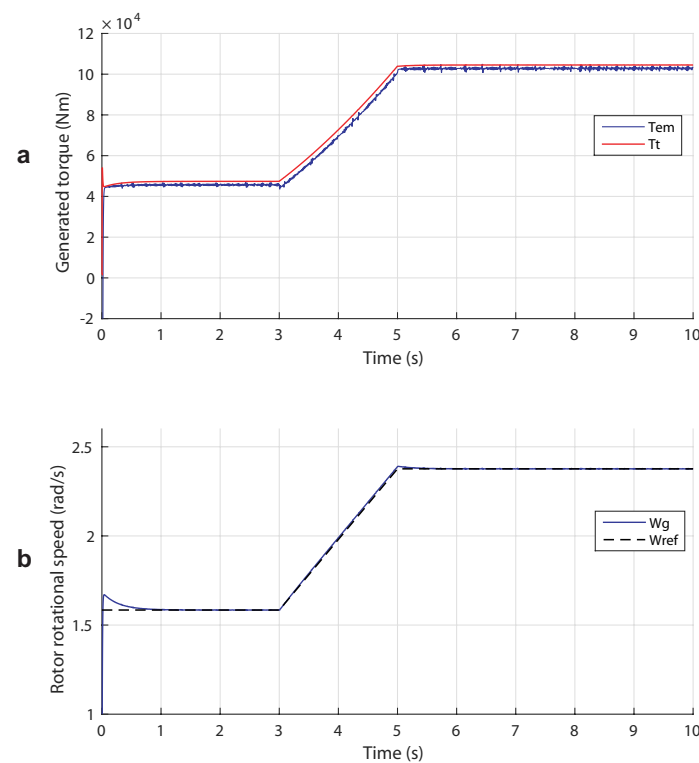 × 10⁴
12
10
8
6
4
2
0
-2
Generated torque (Nm)
a
Tem
Tt
0 1 2 3 4 5 6 7 8 9 10
Time (s)
2.5
2
1.5
1
Rotor rotational speed (rad/s)
b
Wg
Wref
0 1 2 3 4 5 6 7 8 9 10
Time (s)